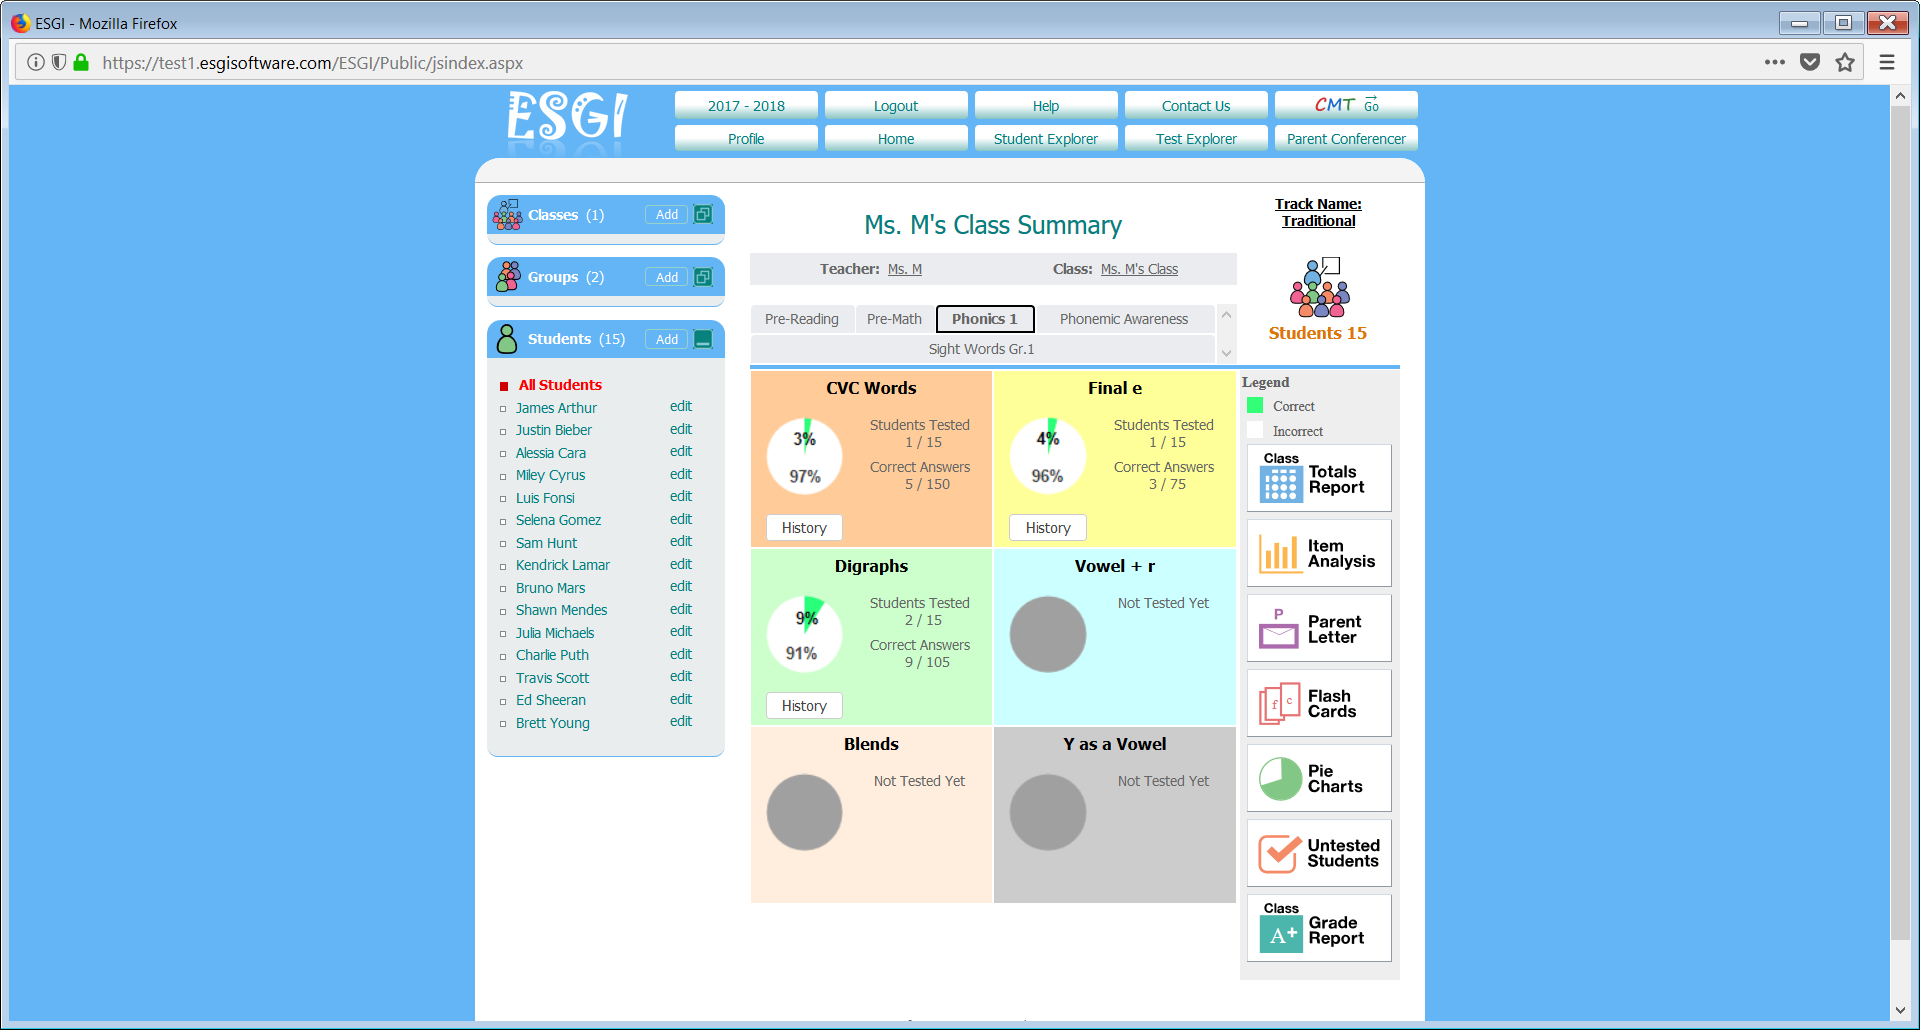 ESGI - Mozilla Firefox
https://test1.esgisoftware.com/ESGI/Public/jsindex.aspx
ESGI
2017 - 2018
Logout
Help
Contact Us
CMT Go
Profile
Home
Student Explorer
Test Explorer
Parent Conferencer
Classes (1)
Add
Groups (2)
Add
Students (15)
Add
All Students
James Arthur edit
Justin Bieber edit
Alessia Cara edit
Miley Cyrus edit
Luis Fonsi edit
Selena Gomez edit
Sam Hunt edit
Kendrick Lamar edit
Bruno Mars edit
Shawn Mendes edit
Julia Michaels edit
Charlie Puth edit
Travis Scott edit
Ed Sheeran edit
Brett Young edit
Ms. M's Class Summary
Teacher: Ms. M
Class: Ms. M's Class
Pre-Reading
Pre-Math
Phonics 1
Phonemic Awareness
Sight Words Gr.1
Track Name:
Traditional
Students 15
CVC Words
3%
97%
Students Tested
1 / 15
Correct Answers
5 / 150
History
Final e
4%
96%
Students Tested
1 / 15
Correct Answers
3 / 75
History
Digraphs
9%
91%
Students Tested
2 / 15
Correct Answers
9 / 105
History
Vowel + r
Not Tested Yet
Blends
Not Tested Yet
Y as a Vowel
Not Tested Yet
Legend
Correct
Incorrect
Class
Totals
Report
Item
Analysis
P
Parent
Letter
f c
Flash
Cards
Pie
Charts
Untested
Students
Class
A+
Grade
Report